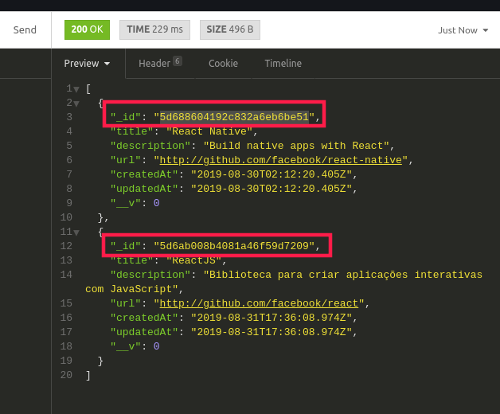 Send 200 OK TIME 229 ms SIZE 496 B Just Now
Preview Header 6 Cookie Timeline
1 [
2 {
3 "_id": "5d688604192c832a6eb6be51",
4 "title": "React Native",
5 "description": "Build native apps with React",
6 "url": "http://github.com/facebook/react-native",
7 "createdAt": "2019-08-30T02:12:20.405Z",
8 "updatedAt": "2019-08-30T02:12:20.405Z",
9 "__v": 0
10 },
11 {
12 "_id": "5d6ab008b4081a46f59d7209",
13 "title": "ReactJS",
14 "description": "Biblioteca para criar aplicações interativas
com JavaScript",
15 "url": "http://github.com/facebook/react",
16 "createdAt": "2019-08-31T17:36:08.974Z",
17 "updatedAt": "2019-08-31T17:36:08.974Z",
18 "__v": 0
19 }
20 ]